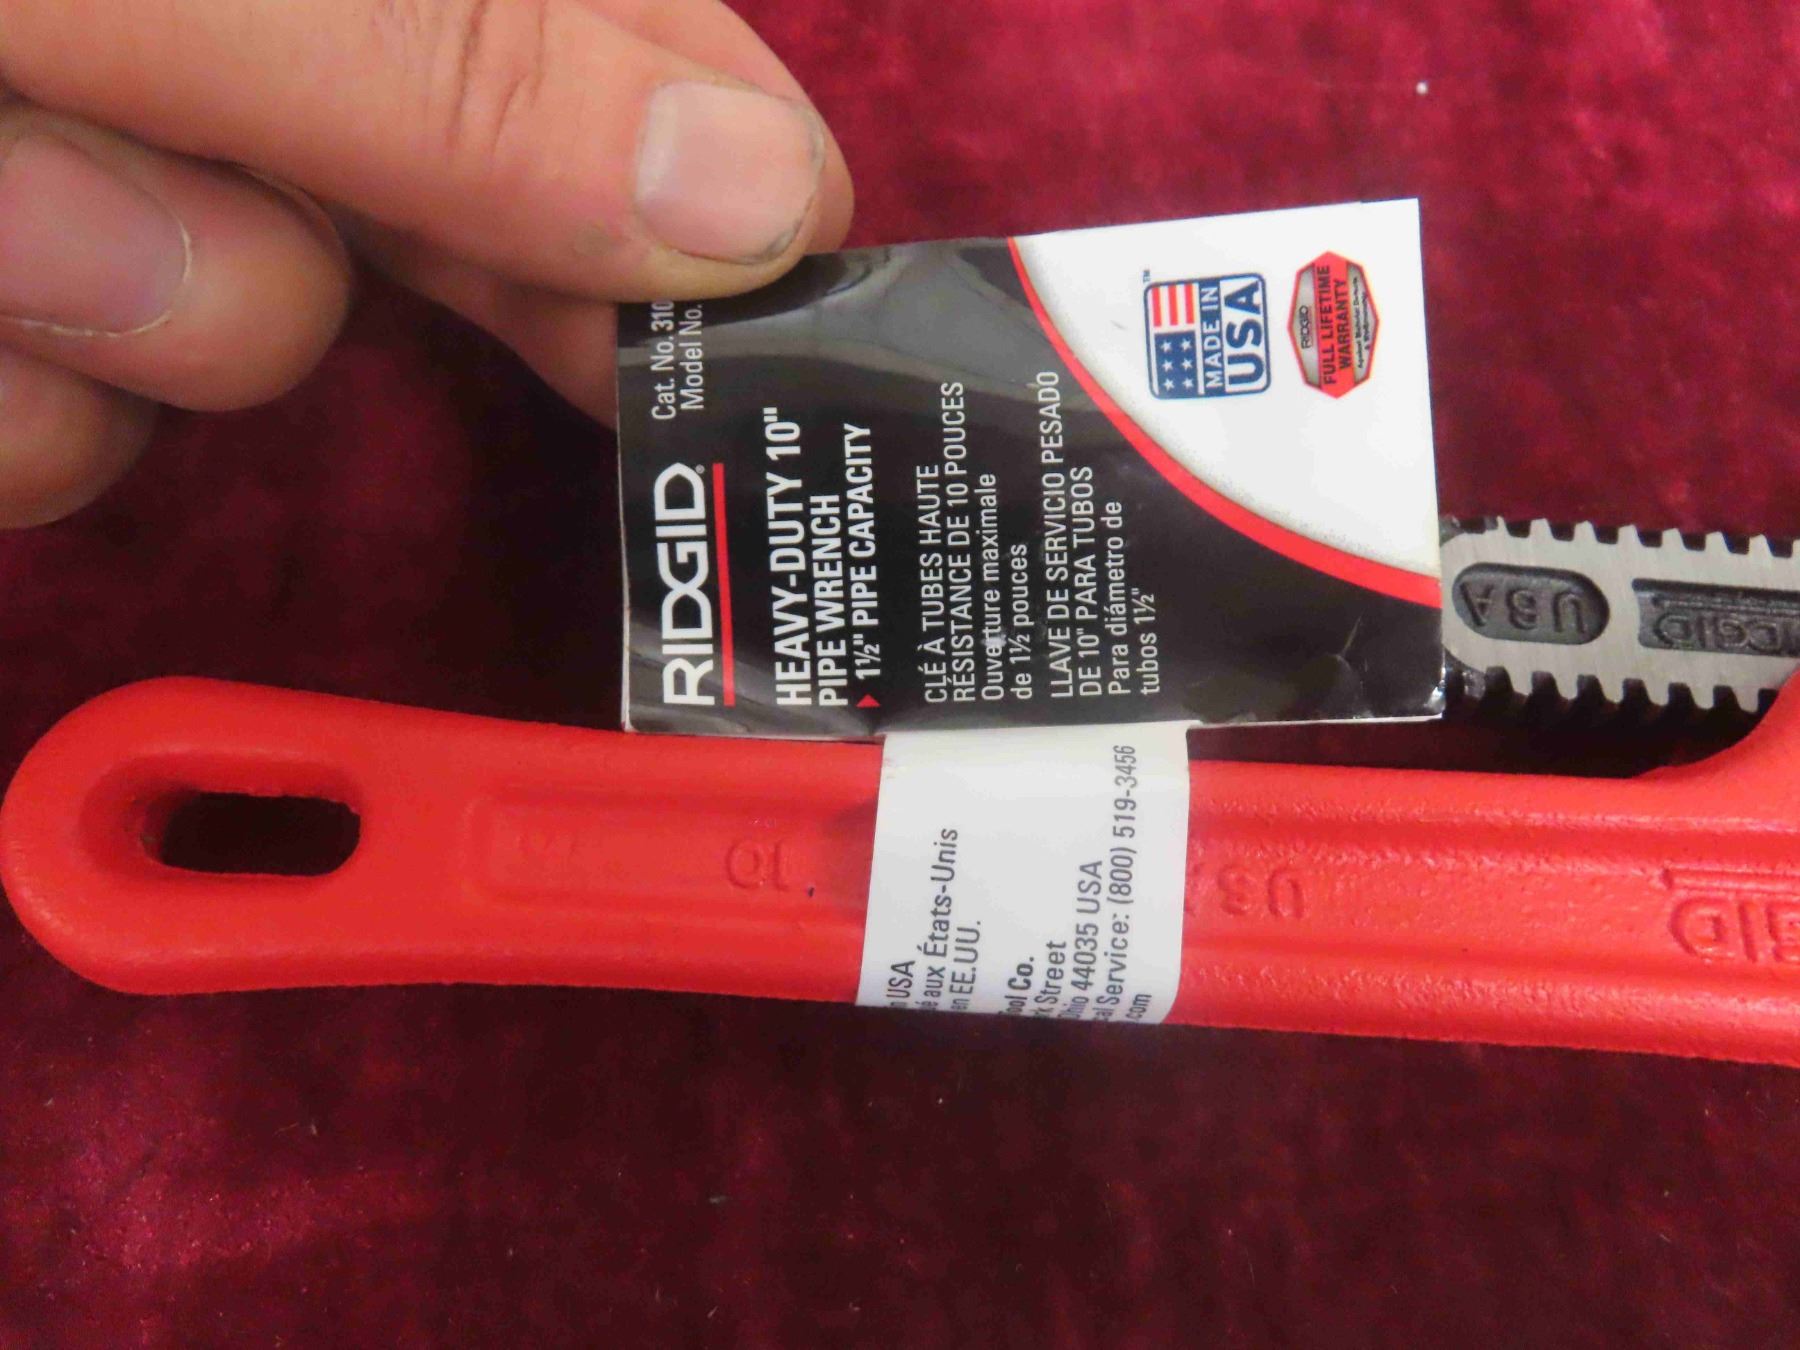 RIDGID
Cat. No. 310
Model No.
HEAVY-DUTY 10"
PIPE WRENCH
1½" PIPE CAPACITY
CLÉ À TUBES HAUTE
RÉSISTANCE DE 10 POUCES
Ouverture maximale
de 1½ pouces
LLAVE DE SERVICIO PESADO
DE 10" PARA TUBOS
Para diámetro de
tubos 1½"
MADE IN
USA
™
RIDGID
FULL LIFETIME
WARRANTY
USA
aux États-Unis
en EE.UU.
Co.
Street
44035 USA
Service: (800) 519-3456
com
10
USA